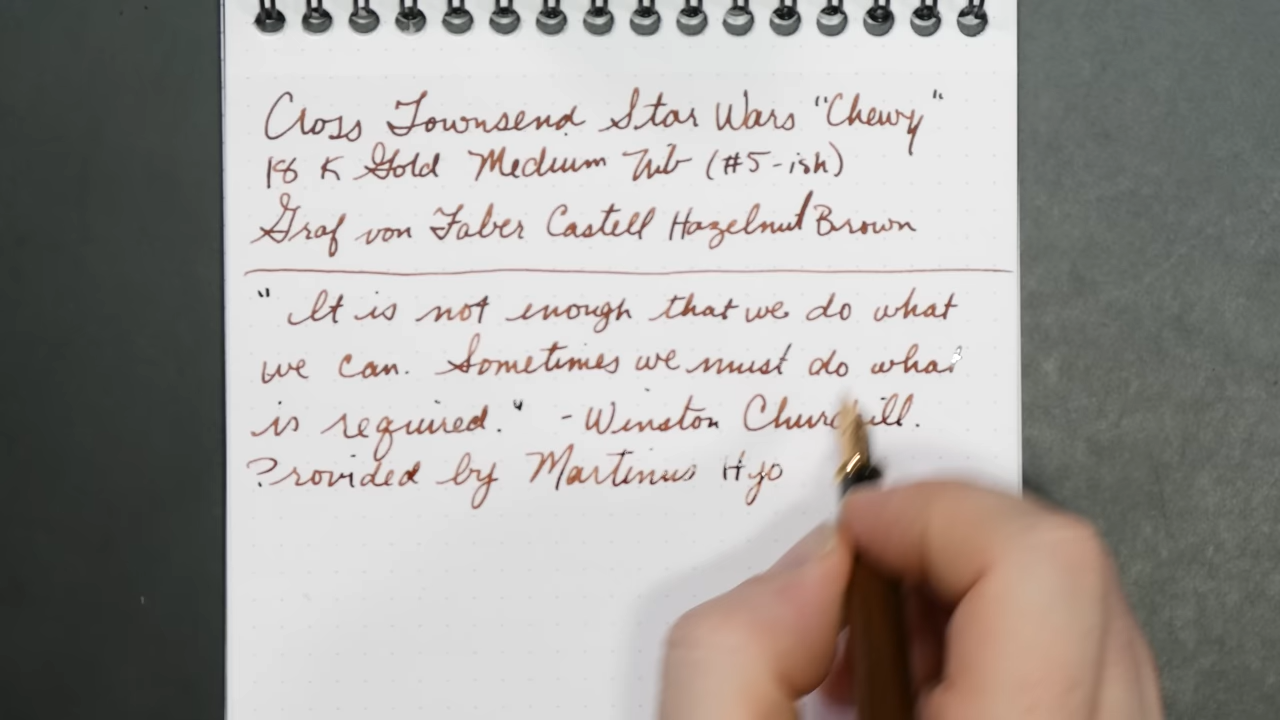 Cross Townsend Star Wars "Chewy"
18 K Gold Medium Nib (#5-ish)
Graf von Faber Castell Hazelnut Brown
"It is not enough that we do what
we can. Sometimes we must do what
is required." - Winston Churchill.
Provided by Martinus Hjo